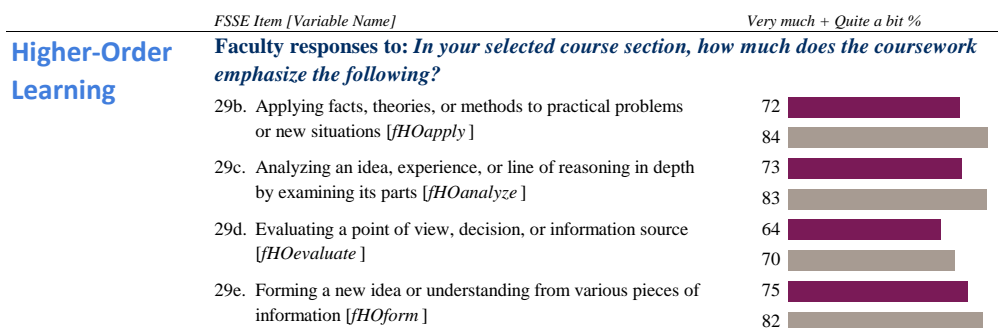 FSSE Item [Variable Name] Very much + Quite a bit %
Higher-Order
Learning
Faculty responses to: In your selected course section, how much does the coursework
emphasize the following?
29b. Applying facts, theories, or methods to practical problems
or new situations [fHOapply ]
72
84
29c. Analyzing an idea, experience, or line of reasoning in depth
by examining its parts [fHOanalyze ]
73
83
29d. Evaluating a point of view, decision, or information source
[fHOevaluate ]
64
70
29e. Forming a new idea or understanding from various pieces of
information [fHOform ]
75
82